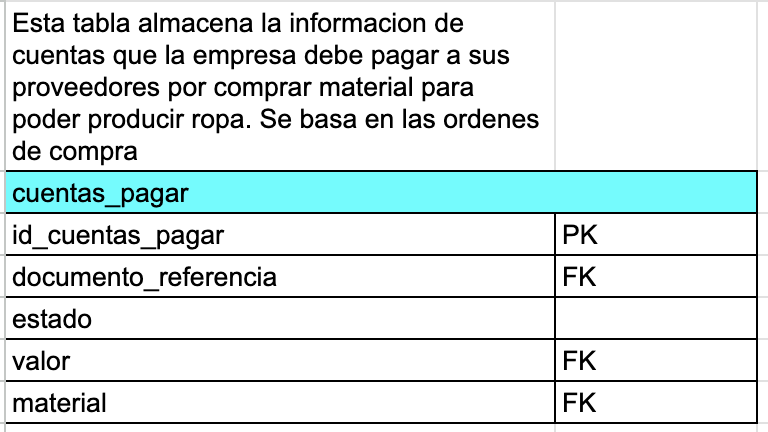 Esta tabla almacena la informacion de
cuentas que la empresa debe pagar a sus
proveedores por comprar material para
poder producir ropa. Se basa en las ordenes
de compra
cuentas_pagar
id_cuentas_pagar PK
documento_referencia FK
estado
valor FK
material FK